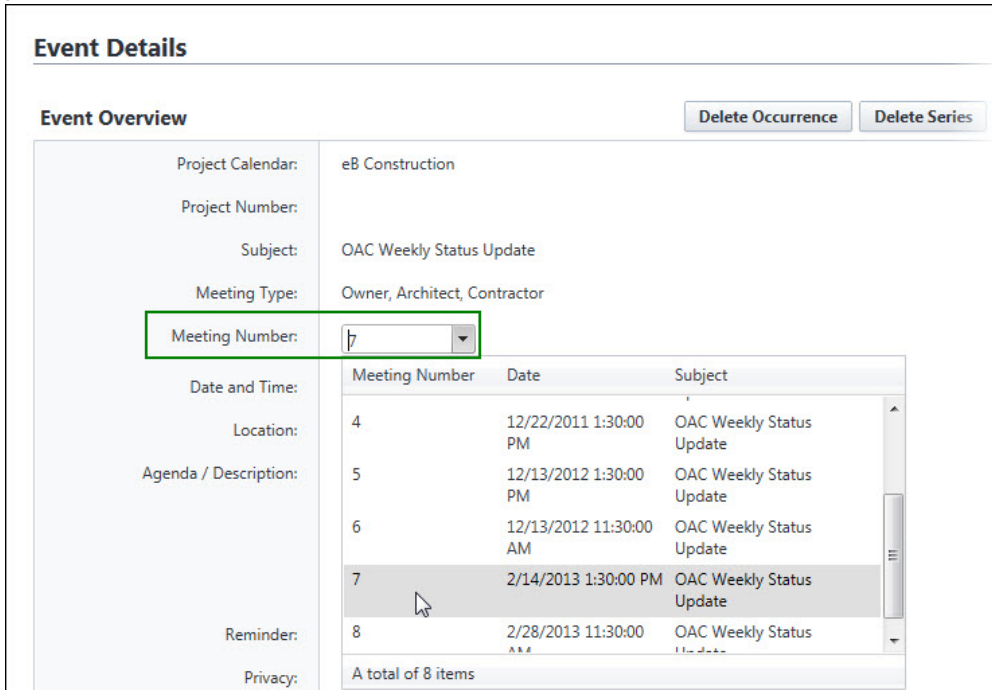 Event Details
Event Overview
Delete Occurrence
Delete Series
Project Calendar:
eB Construction
Project Number:
Subject:
OAC Weekly Status Update
Meeting Type:
Owner, Architect, Contractor
Meeting Number:
7
Meeting Number Date Subject
Date and Time:
4 12/22/2011 1:30:00 OAC Weekly Status
PM Update
Location:
Agenda / Description:
5 12/13/2012 1:30:00 OAC Weekly Status
PM Update
6 12/13/2012 11:30:00 OAC Weekly Status
AM Update
7 2/14/2013 1:30:00 PM OAC Weekly Status
Update
Reminder:
8 2/28/2013 11:30:00 OAC Weekly Status
AM Update
Privacy:
A total of 8 items